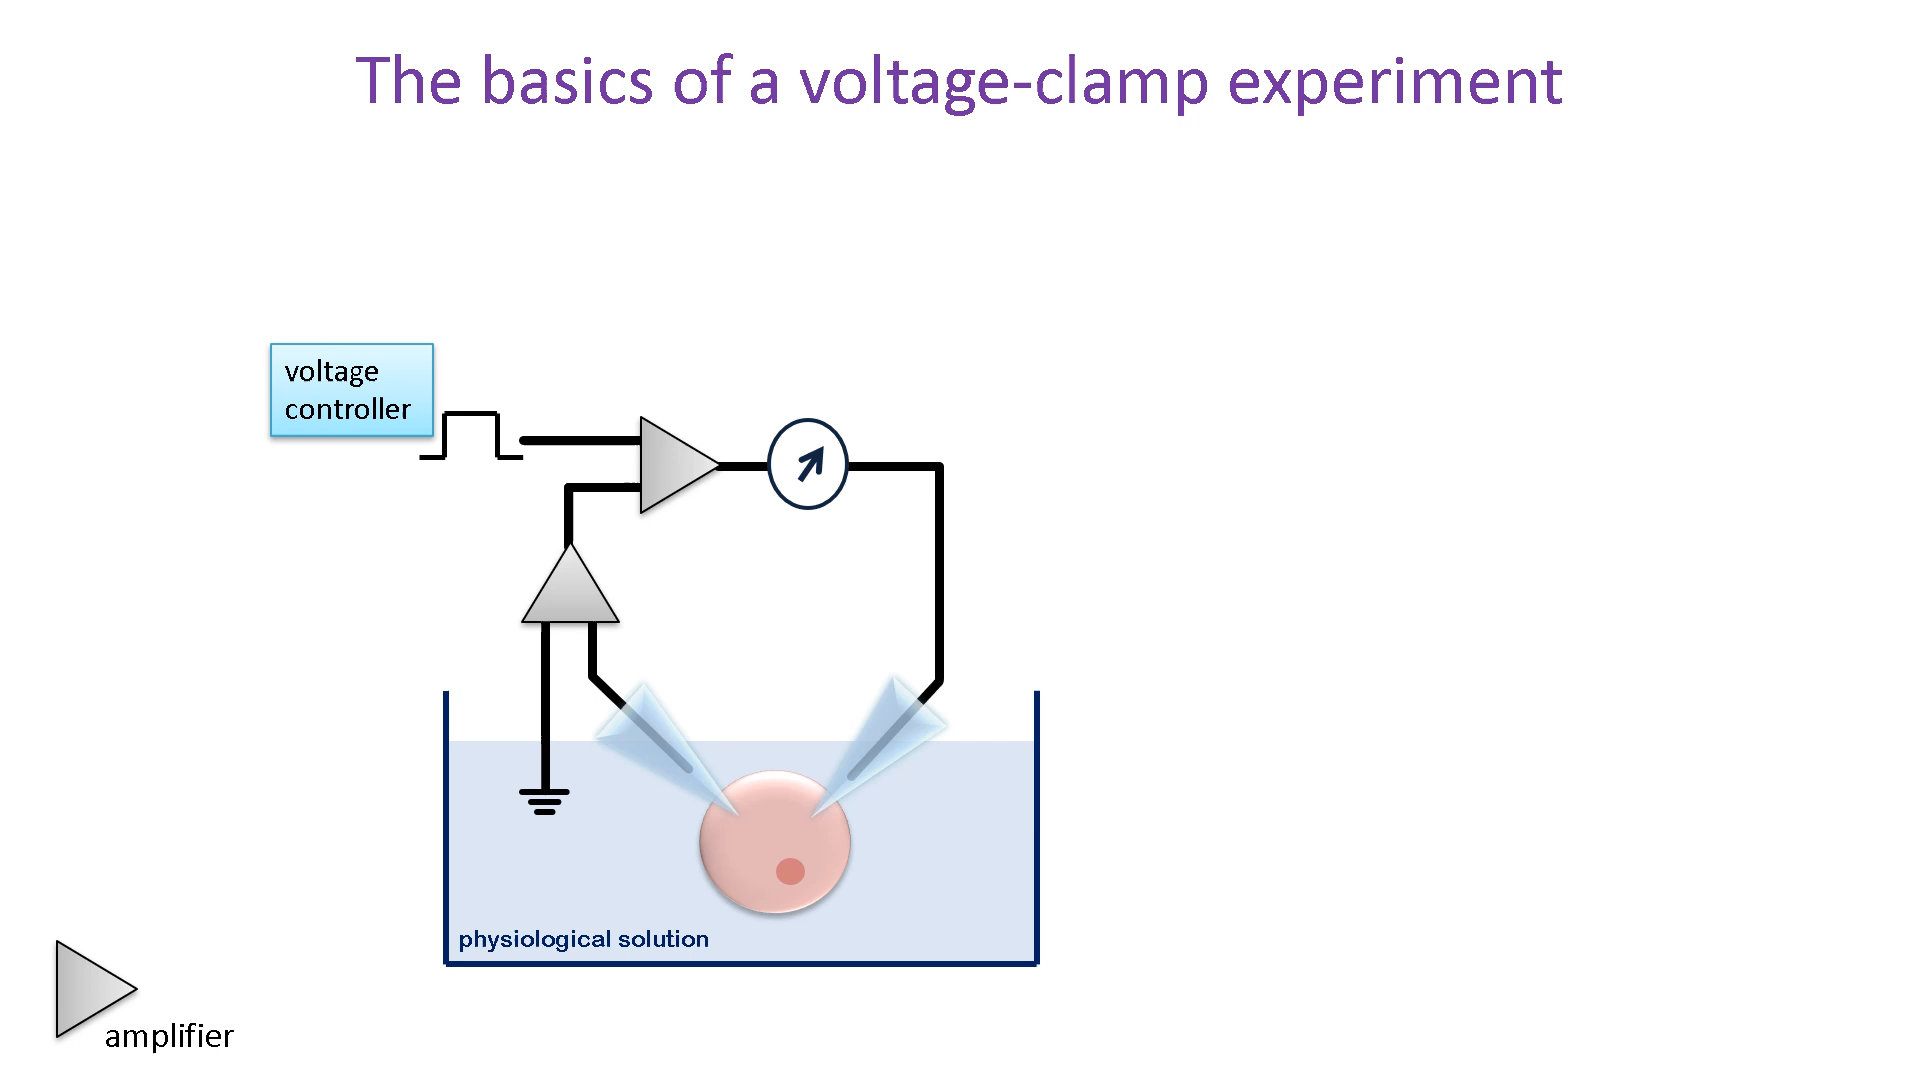 The basics of a voltage-clamp experiment
voltage
controller
physiological solution
amplifier